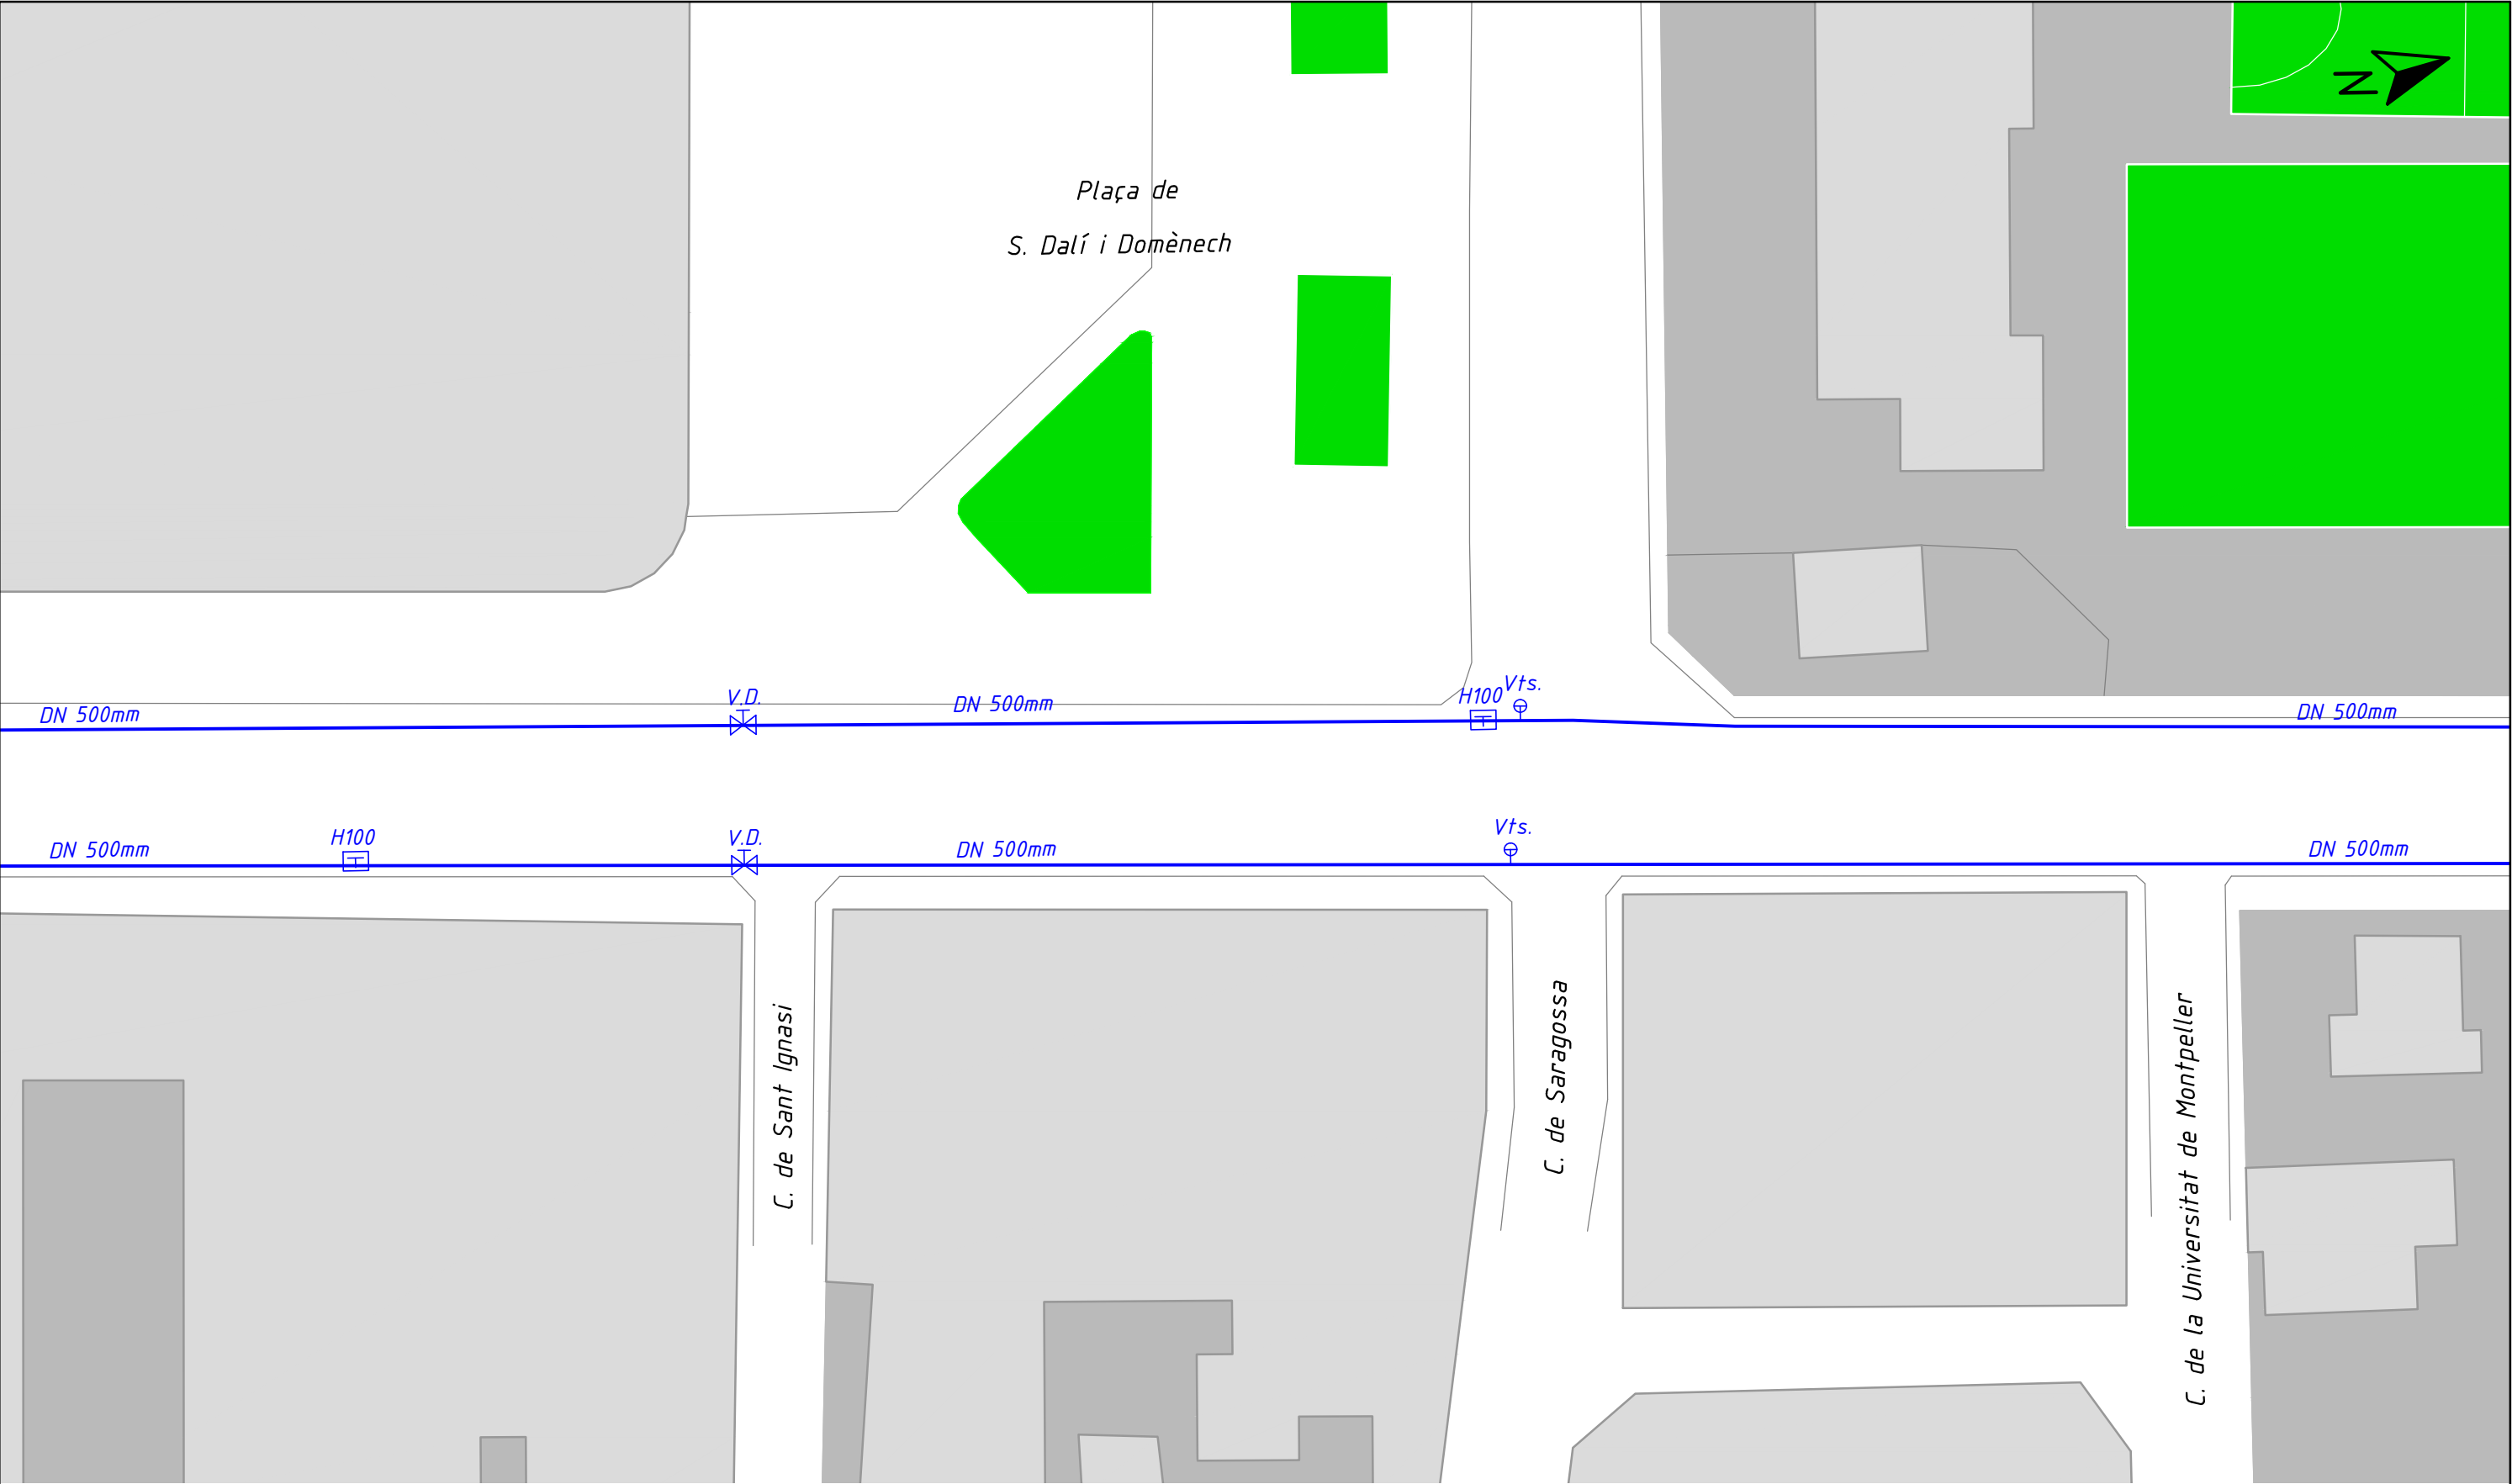 N
Plaça de
S. Dalí i Domènech
DN 500mm
V.D.
DN 500mm
H100
Vts.
DN 500mm
DN 500mm
H100
V.D.
DN 500mm
Vts.
DN 500mm
C. de Sant Ignasi
C. de Saragossa
C. de la Universitat de Montpeller